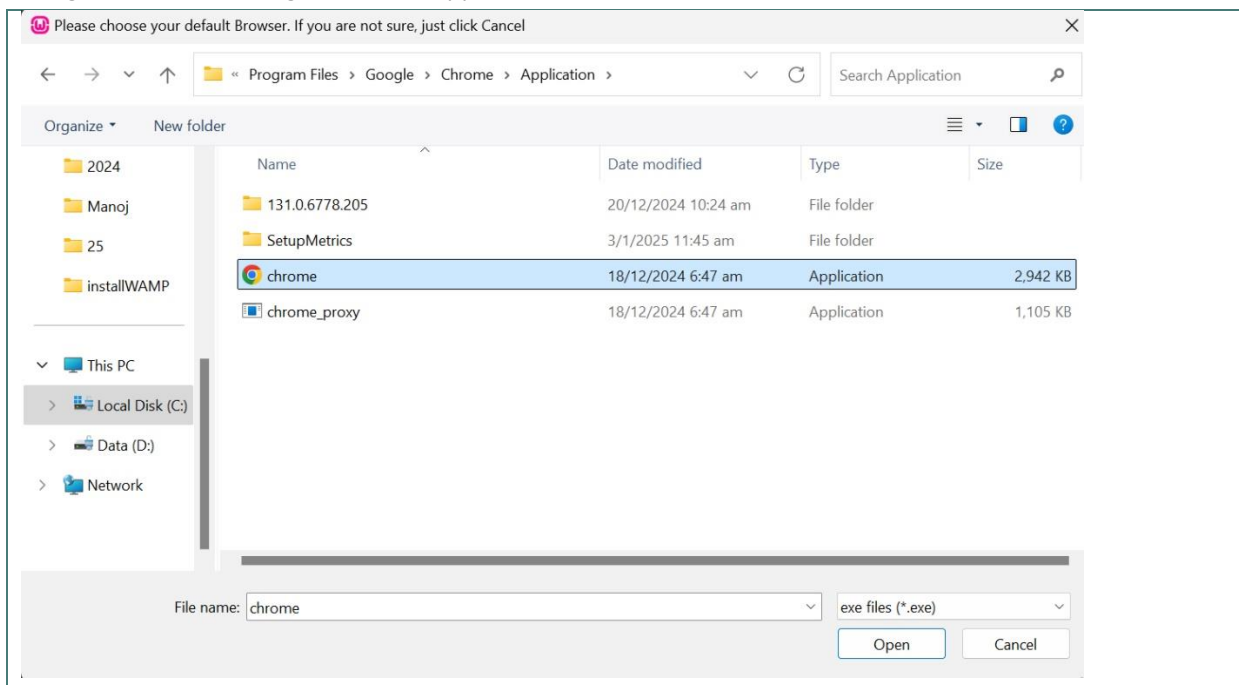 Please choose your default Browser. If you are not sure, just click Cancel
« Program Files > Google > Chrome > Application >
Search Application
Organize
New folder
Name Date modified Type Size
2024
Manoj
25
installWAMP
131.0.6778.205 20/12/2024 10:24 am File folder
SetupMetrics 3/1/2025 11:45 am File folder
chrome 18/12/2024 6:47 am Application 2,942 KB
chrome_proxy 18/12/2024 6:47 am Application 1,105 KB
This PC
Local Disk (C:)
Data (D:)
Network
File name: chrome exe files (*.exe)
Open Cancel